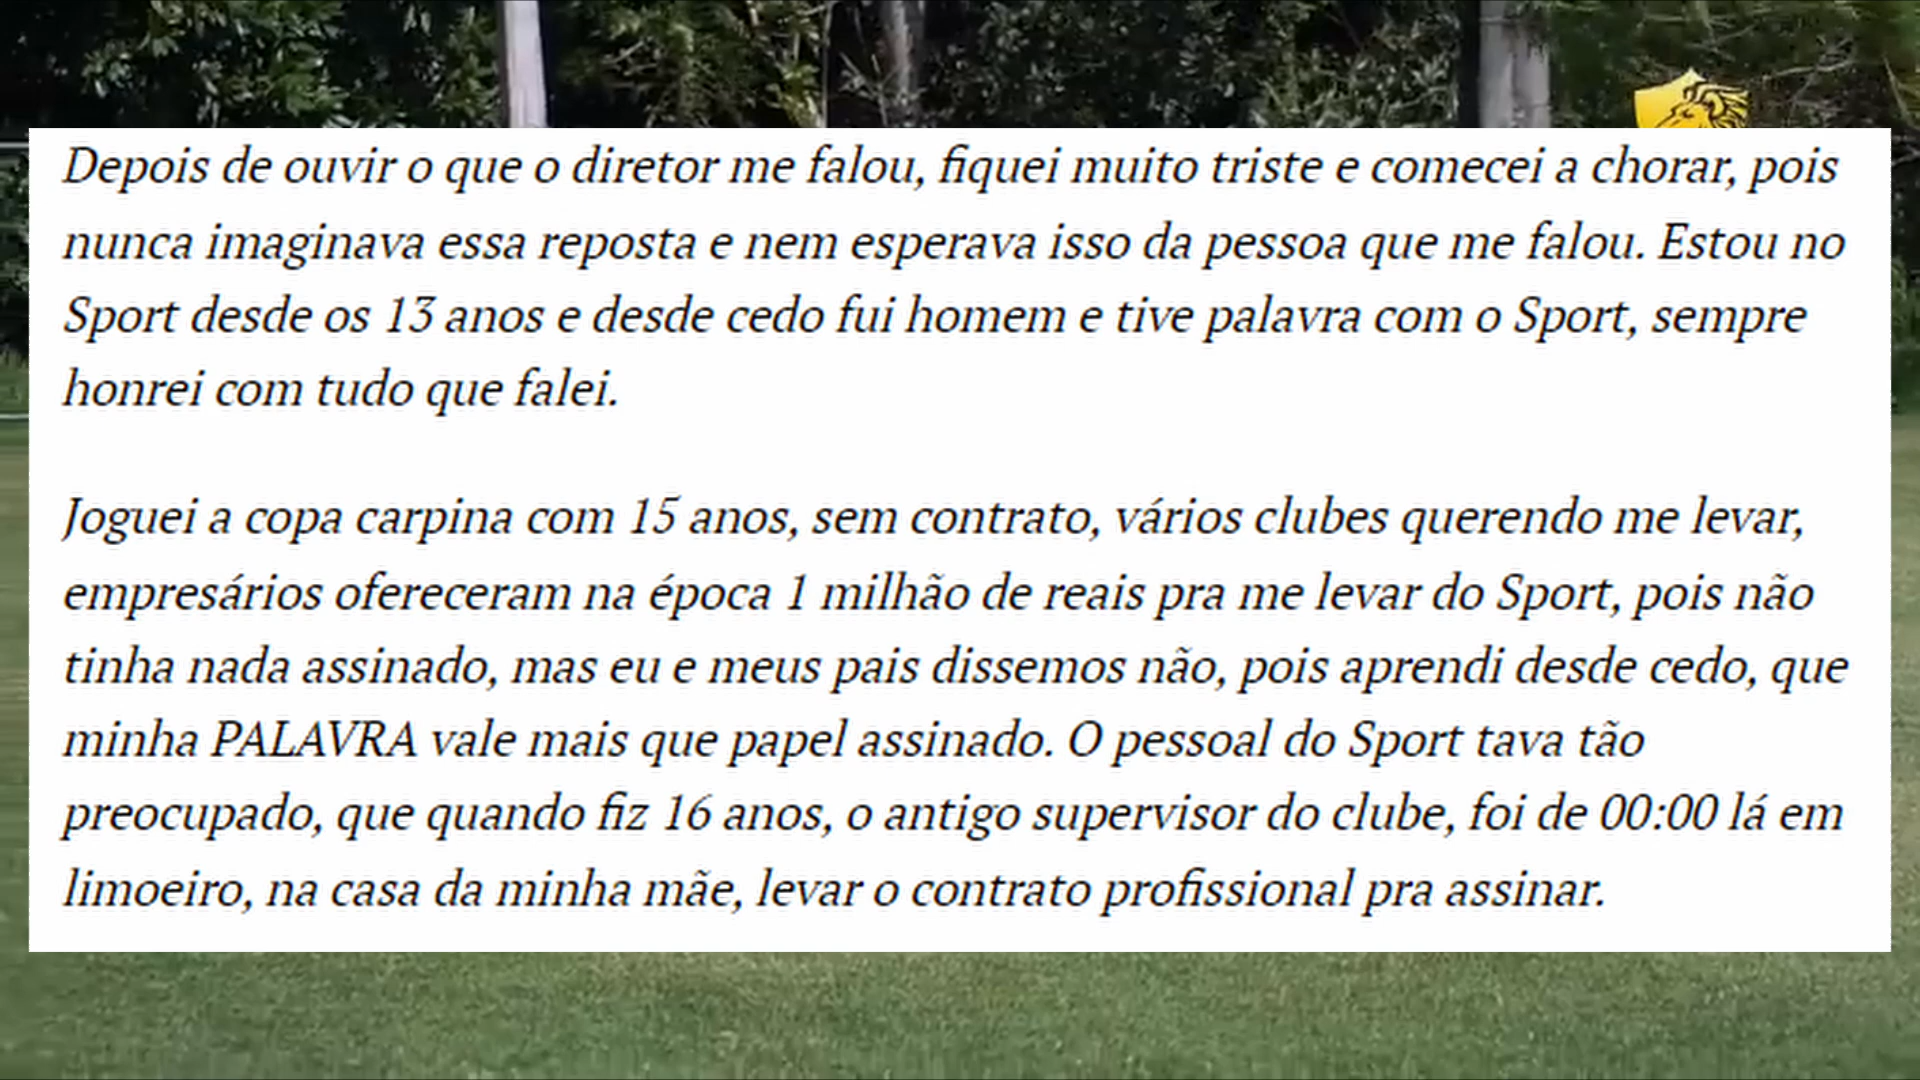 Depois de ouvir o que o diretor me falou, fiquei muito triste e comecei a chorar, pois
nunca imaginava essa reposta e nem esperava isso da pessoa que me falou. Estou no
Sport desde os 13 anos e desde cedo fui homem e tive palavra com o Sport, sempre
honrei com tudo que falei.
Joguei a copa carpina com 15 anos, sem contrato, vários clubes querendo me levar,
empresários ofereceram na época 1 milhão de reais pra me levar do Sport, pois não
tinha nada assinado, mas eu e meus pais dissemos não, pois aprendi desde cedo, que
minha PALAVRA vale mais que papel assinado. O pessoal do Sport tava tão
preocupado, que quando fiz 16 anos, o antigo supervisor do clube, foi de 00:00 lá em
limoeiro, na casa da minha mãe, levar o contrato profissional pra assinar.